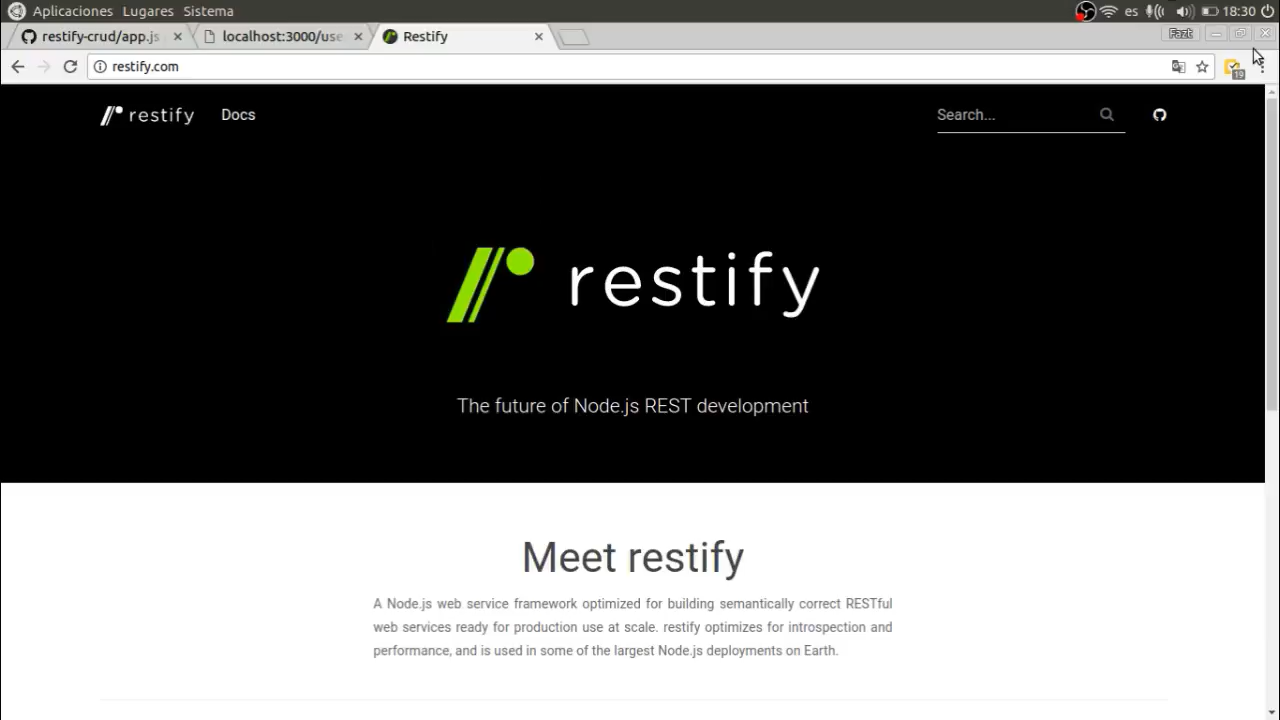 Aplicaciones Lugares Sistema
es 18:30
restify-crud/app.js
localhost:3000/use
Restify
Fazt
restify.com
19
restify Docs
Search...
restify
The future of Node.js REST development
Meet restify
A Node.js web service framework optimized for building semantically correct RESTful
web services ready for production use at scale. restify optimizes for introspection and
performance, and is used in some of the largest Node.js deployments on Earth.